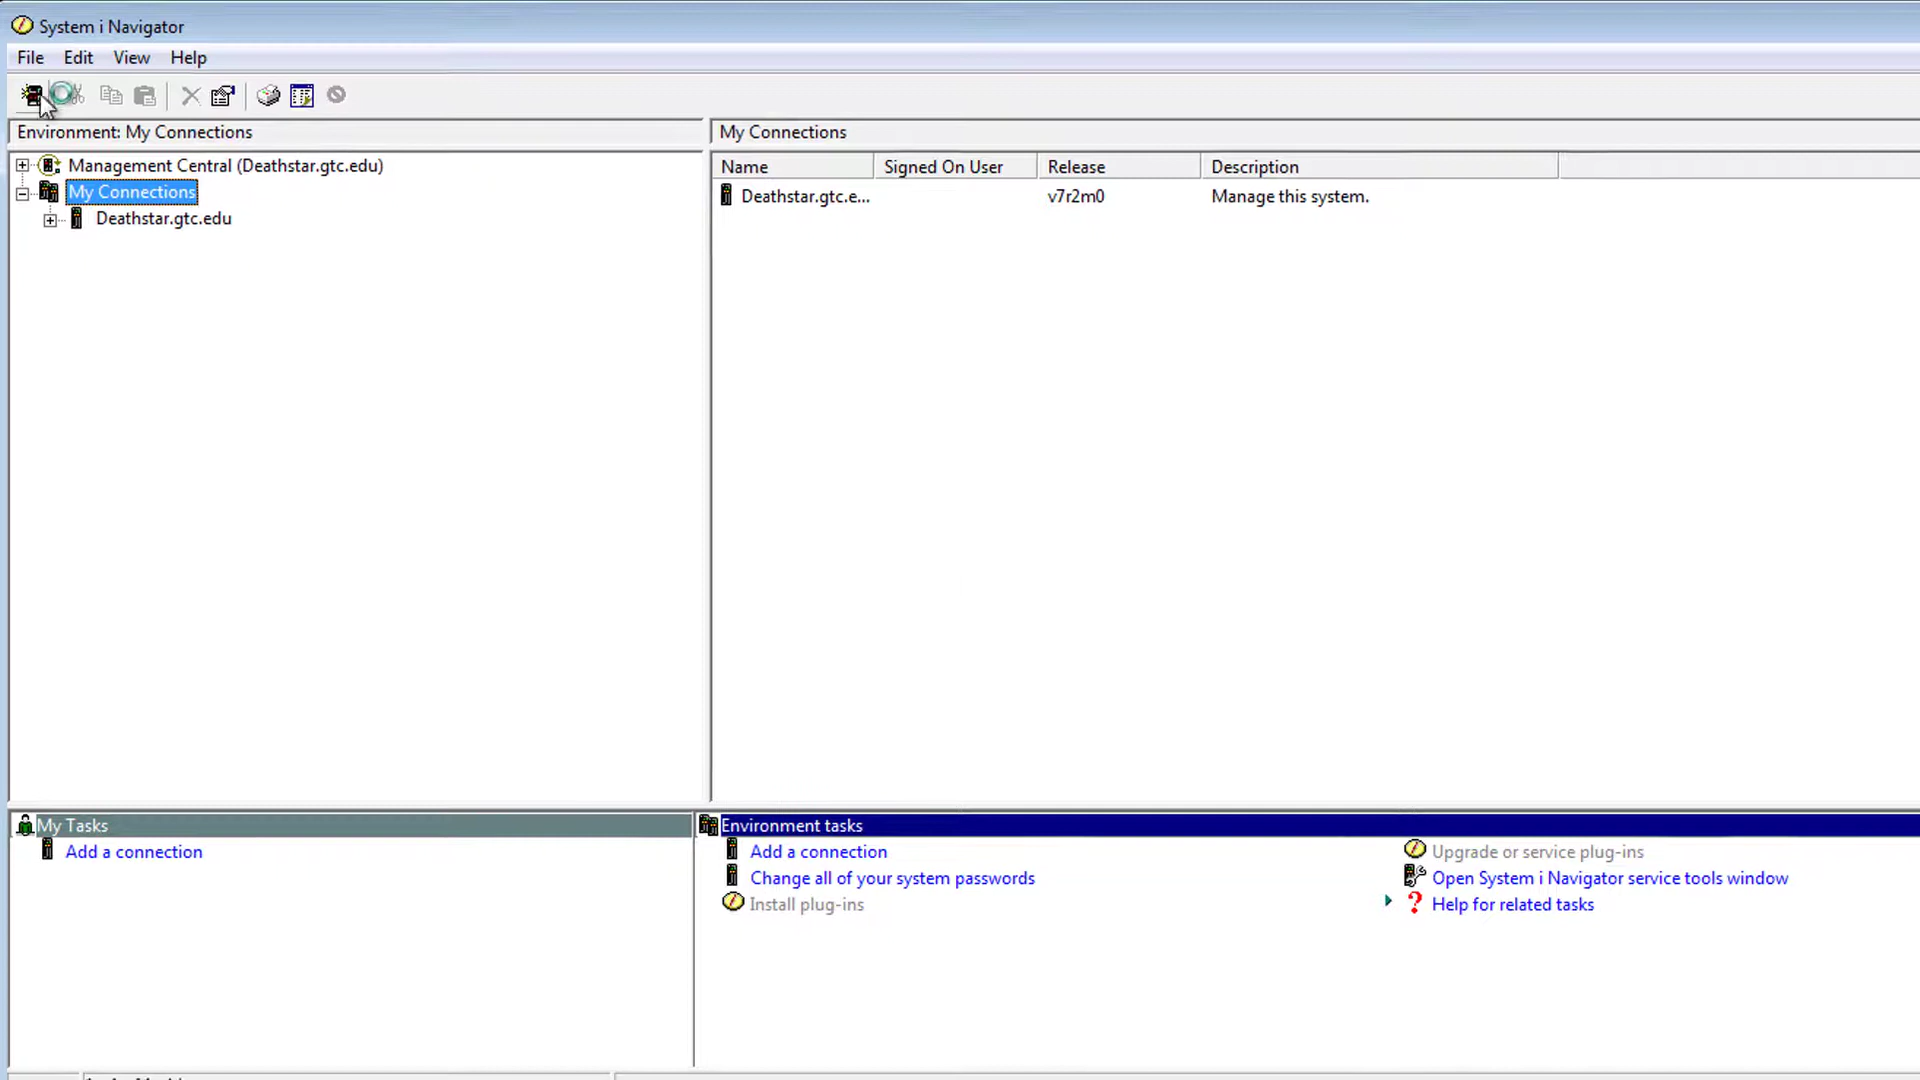 System i Navigator
File Edit View Help
Environment: My Connections
My Connections
Management Central (Deathstar.gtc.edu)
My Connections
Deathstar.gtc.edu
Name Signed On User Release Description
Deathstar.gtc.e... v7r2m0 Manage this system.
My Tasks
Add a connection
Environment tasks
Add a connection
Change all of your system passwords
Install plug-ins
Upgrade or service plug-ins
Open System i Navigator service tools window
? Help for related tasks